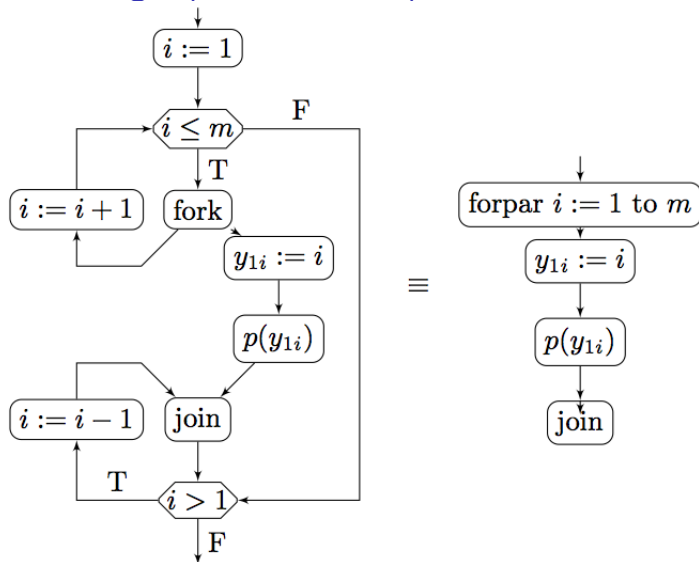 i := 1
i ≤ m
F
T
i := i + 1
fork
y₁ᵢ := i
p(y₁ᵢ)
i := i − 1
join
T
i > 1
F
≡
forpar i := 1 to m
y₁ᵢ := i
p(y₁ᵢ)
join